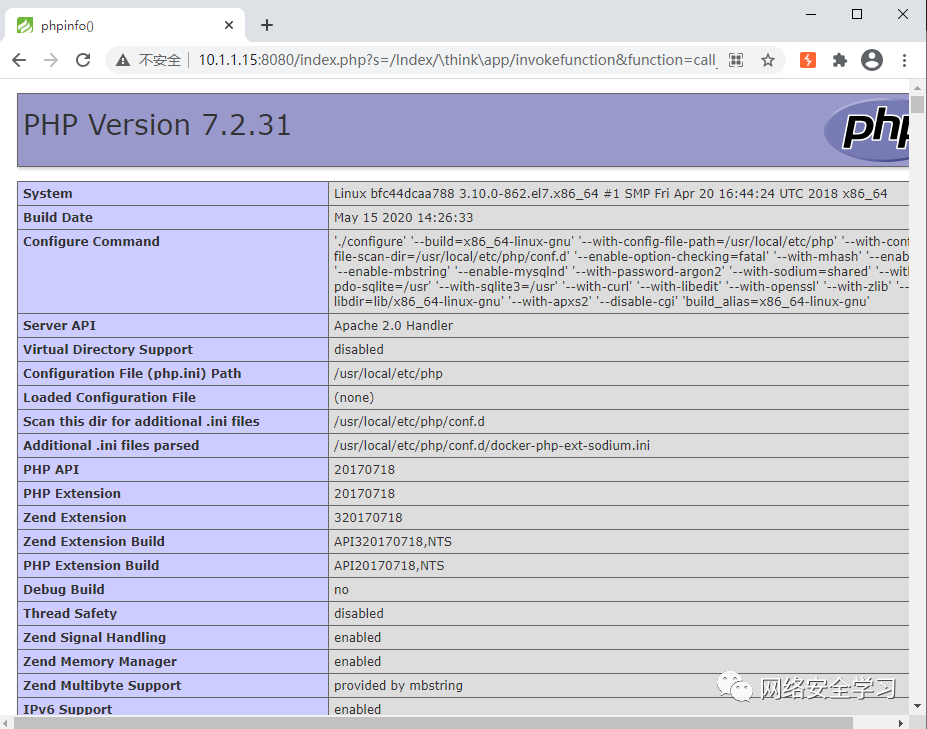 phpinfo()
不安全 10.1.1.15:8080/index.php?s=/Index/\think\app/invokefunction&function=call_
PHP Version 7.2.31
php
System Linux bfc44dcaa788 3.10.0-862.el7.x86_64 #1 SMP Fri Apr 20 16:44:24 UTC 2018 x86_64
Build Date May 15 2020 14:26:33
Configure Command './configure' '--build=x86_64-linux-gnu' '--with-config-file-path=/usr/local/etc/php' '--with-conf
file-scan-dir=/usr/local/etc/php/conf.d' '--enable-option-checking=fatal' '--with-mhash' '--enab
'--enable-mbstring' '--enable-mysqlnd' '--with-password-argon2' '--with-sodium=shared' '--with
pdo-sqlite=/usr' '--with-sqlite3=/usr' '--with-curl' '--with-libedit' '--with-openssl' '--with-zlib' '--
libdir=lib/x86_64-linux-gnu' '--with-apxs2' '--disable-cgi' 'build_alias=x86_64-linux-gnu'
Server API Apache 2.0 Handler
Virtual Directory Support disabled
Configuration File (php.ini) Path /usr/local/etc/php
Loaded Configuration File (none)
Scan this dir for additional .ini files /usr/local/etc/php/conf.d
Additional .ini files parsed /usr/local/etc/php/conf.d/docker-php-ext-sodium.ini
PHP API 20170718
PHP Extension 20170718
Zend Extension 320170718
Zend Extension Build API320170718,NTS
PHP Extension Build API20170718,NTS
Debug Build no
Thread Safety disabled
Zend Signal Handling enabled
Zend Memory Manager enabled
Zend Multibyte Support provided by mbstring
IPv6 Support enabled
网络安全学习